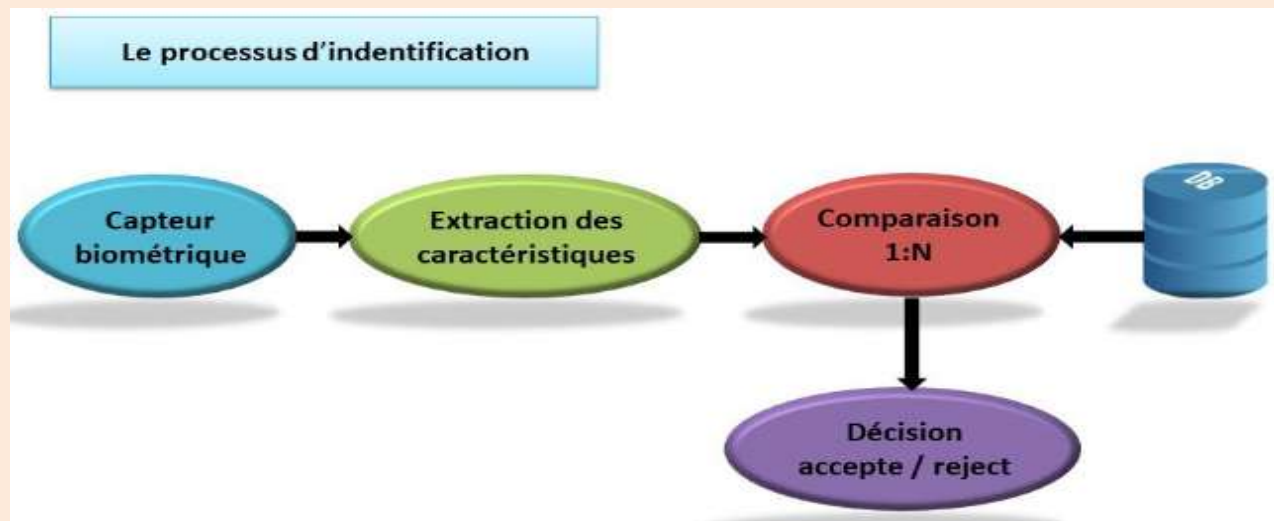 Le processus d'indentification
Capteur
biométrique
Extraction des
caractéristiques
Comparaison
1:N
DB
Décision
accepte / reject